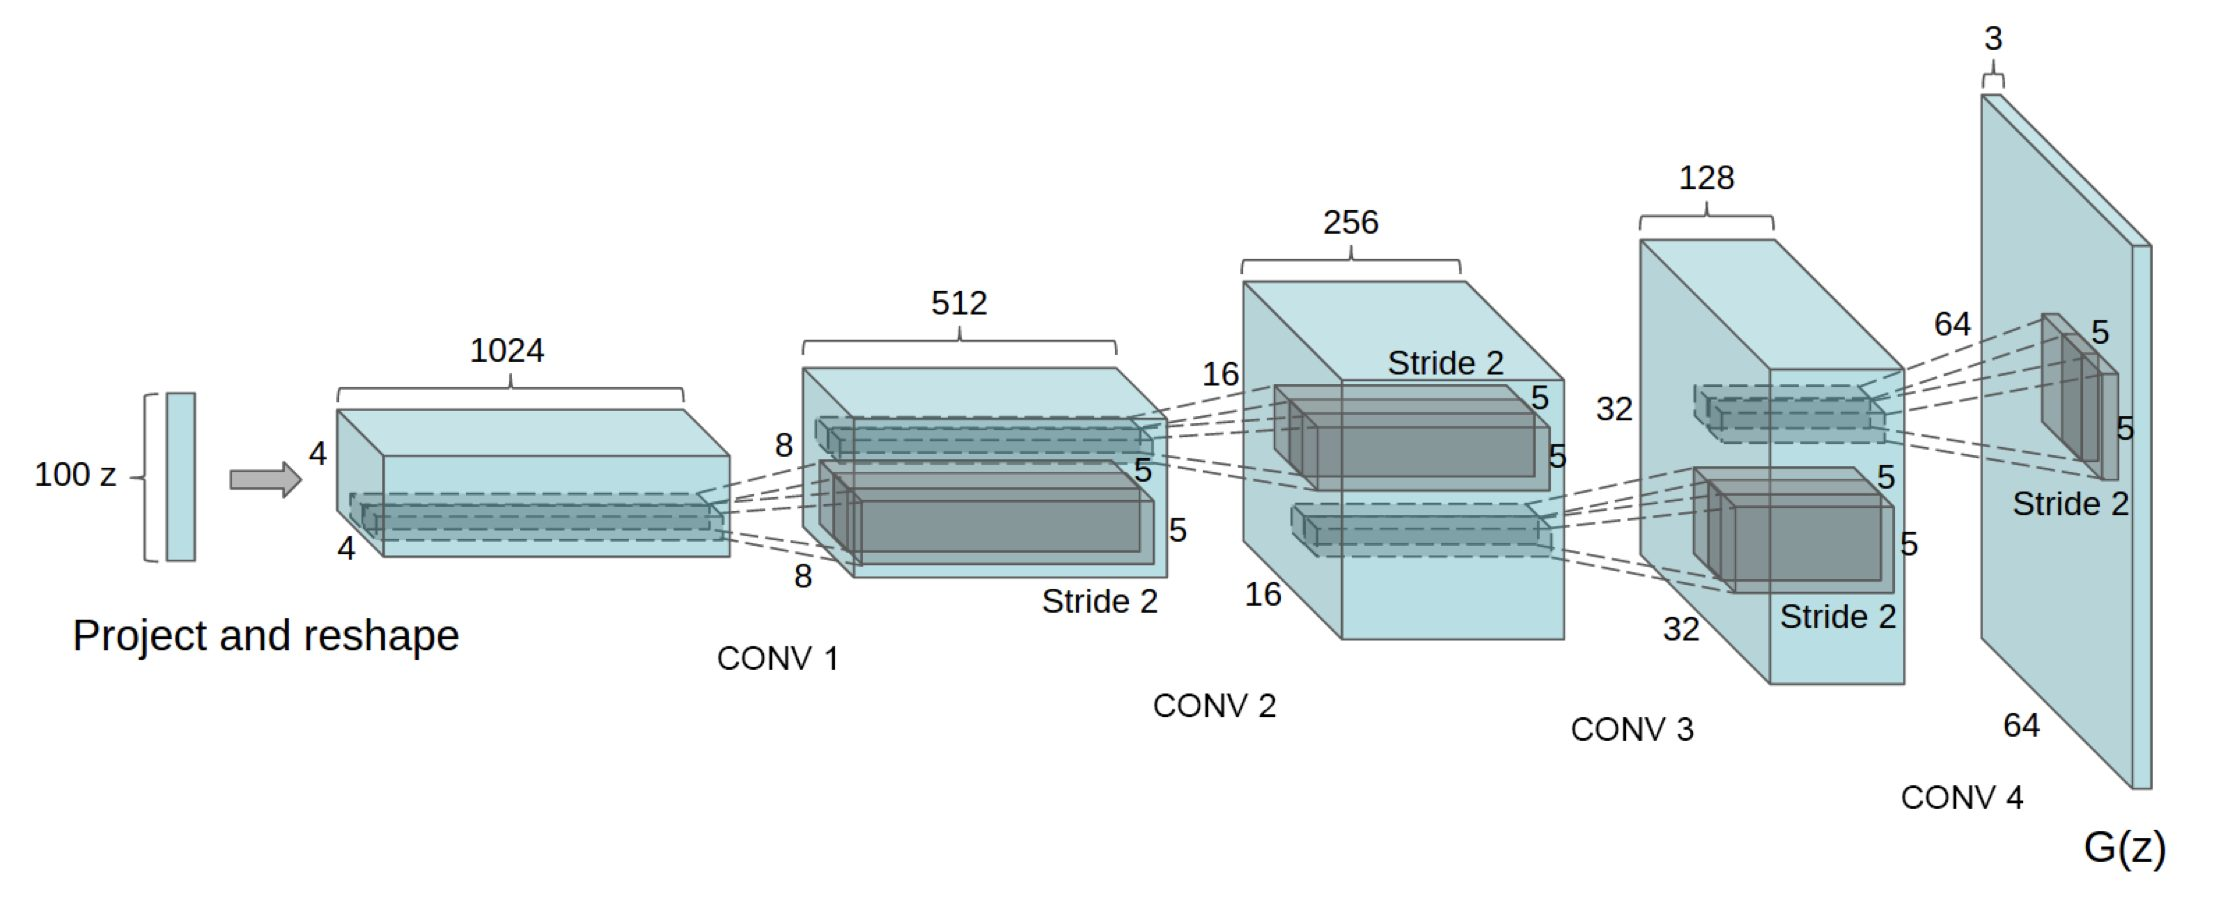 3
128
256
64
5
512
1024
Stride 2
16
5
32
5
8
4
5
5
5
100 z
Stride 2
5
5
4
8
16
32
Stride 2
Stride 2
Project and reshape
CONV 1
CONV 2
CONV 3
64
CONV 4
G(z)